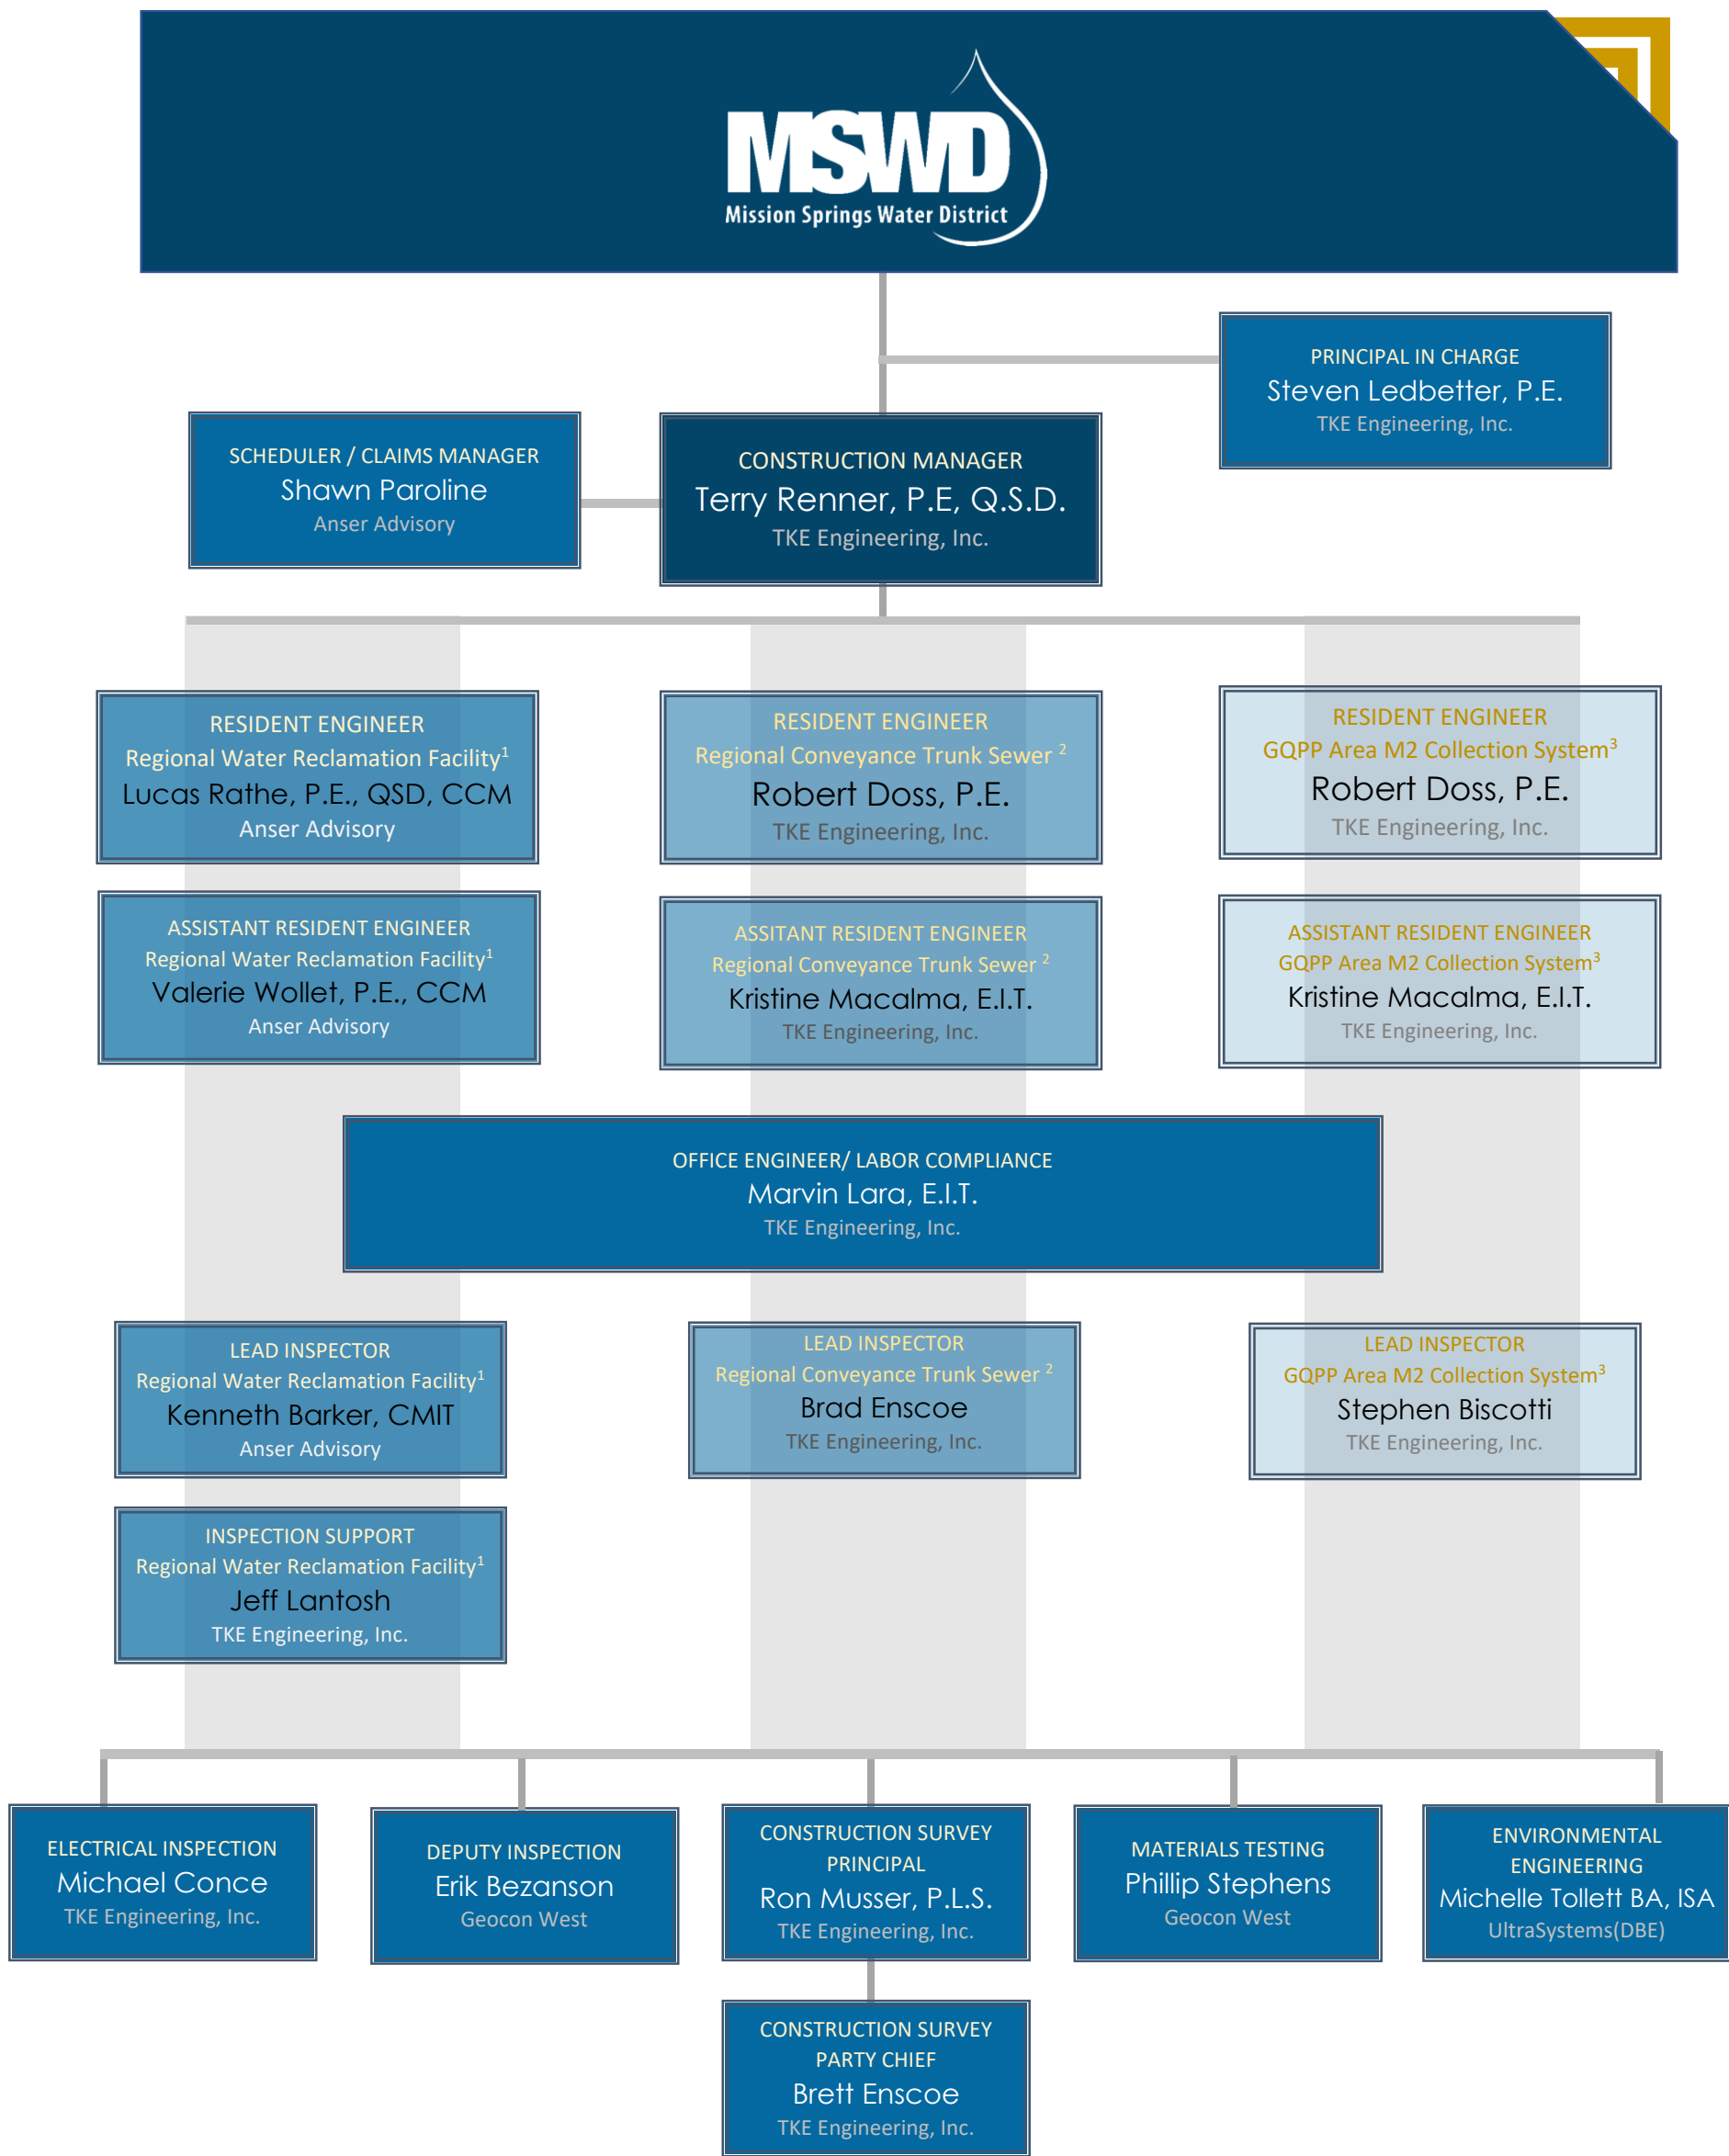 MSWD
Mission Springs Water District
PRINCIPAL IN CHARGE
Steven Ledbetter, P.E.
TKE Engineering, Inc.
SCHEDULER / CLAIMS MANAGER
Shawn Paroline
Anser Advisory
CONSTRUCTION MANAGER
Terry Renner, P.E, Q.S.D.
TKE Engineering, Inc.
RESIDENT ENGINEER
Regional Water Reclamation Facility¹
Lucas Rathe, P.E., QSD, CCM
Anser Advisory
RESIDENT ENGINEER
Regional Conveyance Trunk Sewer ²
Robert Doss, P.E.
TKE Engineering, Inc.
RESIDENT ENGINEER
GQPP Area M2 Collection System³
Robert Doss, P.E.
TKE Engineering, Inc.
ASSISTANT RESIDENT ENGINEER
Regional Water Reclamation Facility¹
Valerie Wollet, P.E., CCM
Anser Advisory
ASSITANT RESIDENT ENGINEER
Regional Conveyance Trunk Sewer ²
Kristine Macalma, E.I.T.
TKE Engineering, Inc.
ASSISTANT RESIDENT ENGINEER
GQPP Area M2 Collection System³
Kristine Macalma, E.I.T.
TKE Engineering, Inc.
OFFICE ENGINEER/ LABOR COMPLIANCE
Marvin Lara, E.I.T.
TKE Engineering, Inc.
LEAD INSPECTOR
Regional Water Reclamation Facility¹
Kenneth Barker, CMIT
Anser Advisory
LEAD INSPECTOR
Regional Conveyance Trunk Sewer ²
Brad Enscoe
TKE Engineering, Inc.
LEAD INSPECTOR
GQPP Area M2 Collection System³
Stephen Biscotti
TKE Engineering, Inc.
INSPECTION SUPPORT
Regional Water Reclamation Facility¹
Jeff Lantosh
TKE Engineering, Inc.
ELECTRICAL INSPECTION
Michael Conce
TKE Engineering, Inc.
DEPUTY INSPECTION
Erik Bezanson
Geocon West
CONSTRUCTION SURVEY
PRINCIPAL
Ron Musser, P.L.S.
TKE Engineering, Inc.
MATERIALS TESTING
Phillip Stephens
Geocon West
ENVIRONMENTAL
ENGINEERING
Michelle Tollett BA, ISA
UltraSystems(DBE)
CONSTRUCTION SURVEY
PARTY CHIEF
Brett Enscoe
TKE Engineering, Inc.